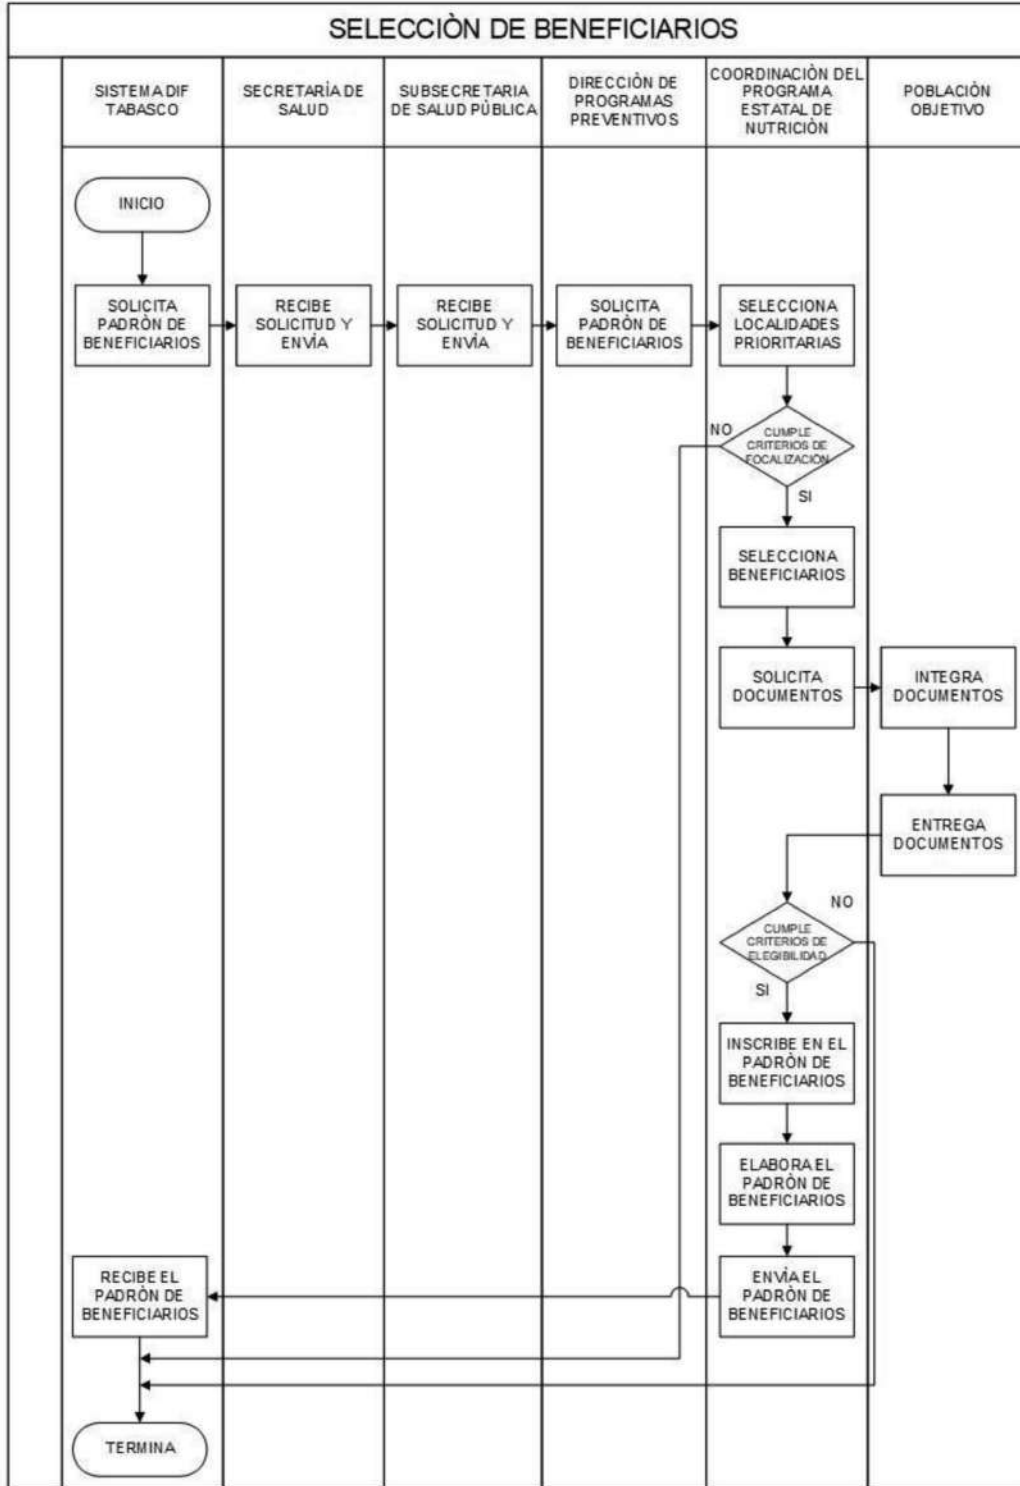 SELECCIÒN DE BENEFICIARIOS
SISTEMA DIF
TABASCO
SECRETARÍA DE
SALUD
SUBSECRETARIA
DE SALUD PÚBLICA
DIRECCIÒN DE
PROGRAMAS
PREVENTIVOS
COORDINACIÒN DEL
PROGRAMA
ESTATAL DE
NUTRICIÒN
POBLACIÒN
OBJETIVO
INICIO
SOLICITA
PADRÒN DE
BENEFICIARIOS
RECIBE
SOLICITUD Y
ENVÍA
RECIBE
SOLICITUD Y
ENVÍA
SOLICITA
PADRÒN DE
BENEFICIARIOS
SELECCIONA
LOCALIDADES
PRIORITARIAS
NO
CUMPLE
CRITERIOS DE
FOCALIZACIÓN
SI
SELECCIONA
BENEFICIARIOS
SOLICITA
DOCUMENTOS
INTEGRA
DOCUMENTOS
ENTREGA
DOCUMENTOS
NO
CUMPLE
CRITERIOS DE
ELEGIBILIDAD
SI
INSCRIBE EN EL
PADRÒN DE
BENEFICIARIOS
ELABORA EL
PADRÒN DE
BENEFICIARIOS
RECIBE EL
PADRÒN DE
BENEFICIARIOS
ENVÍA EL
PADRÒN DE
BENEFICIARIOS
TERMINA